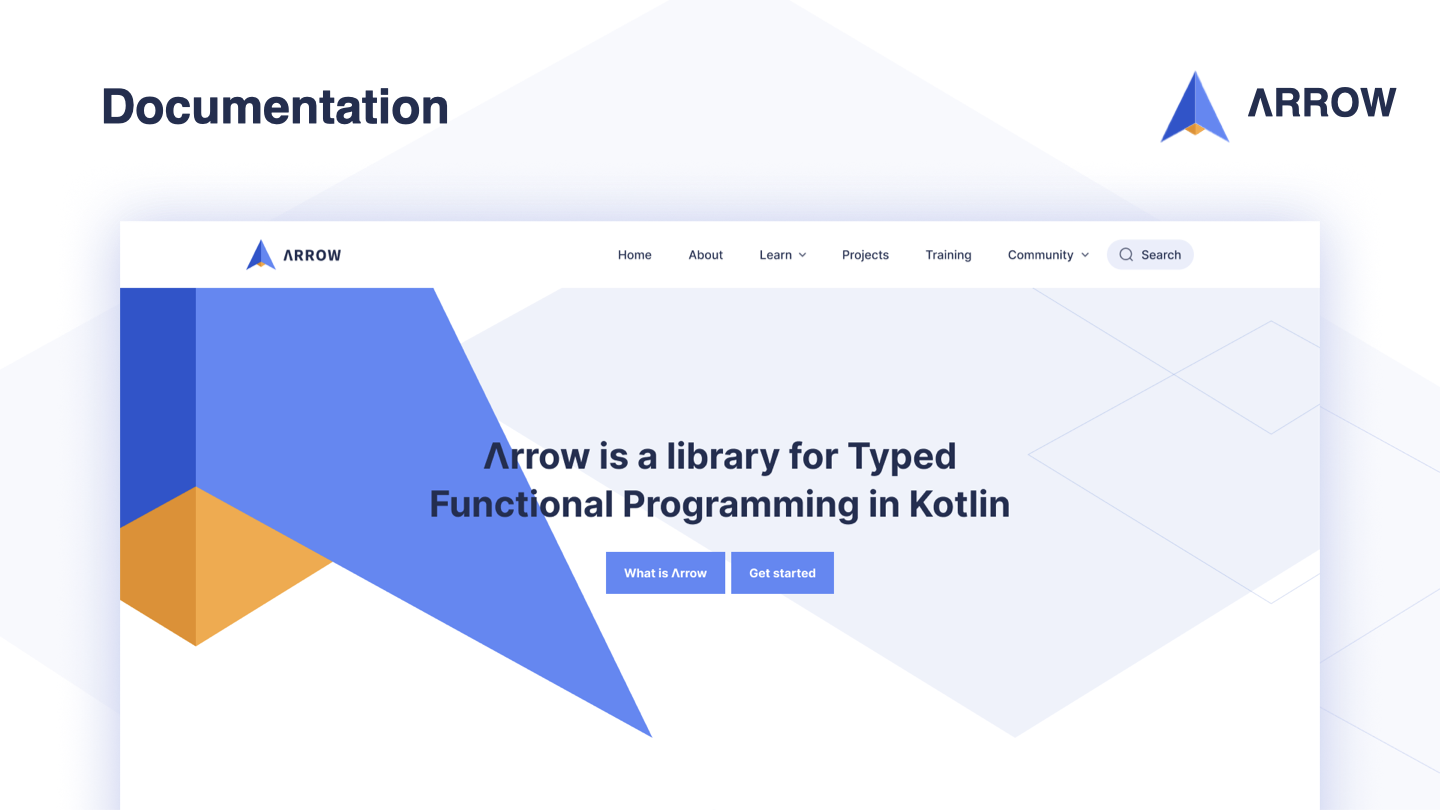 Documentation
ΛRROW
ΛRROW
Home About Learn Projects Training Community Search
Λrrow is a library for Typed
Functional Programming in Kotlin
What is Λrrow Get started